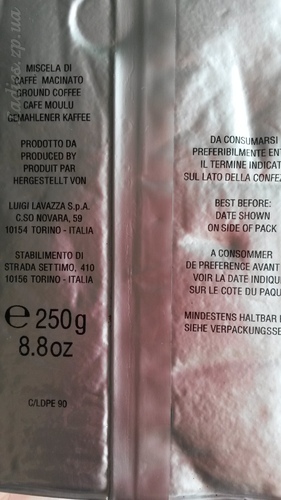 MISCELA DI
CAFFÈ MACINATO
GROUND COFFEE
CAFE MOULU
GEMAHLENER KAFFEE
PRODOTTO DA
PRODUCED BY
PRODUIT PAR
HERGESTELLT VON
LUIGI LAVAZZA S.p.A.
C.SO NOVARA, 59
10154 TORINO - ITALIA
STABILIMENTO DI
STRADA SETTIMO, 410
10156 TORINO - ITALIA
e 250g
8.8oz
C/LDPE 90
DA CONSUMARSI
PREFERIBILMENTE
IL TERMINE
SUL LATO DELLA
BEST BEFORE:
DATE SHOWN
ON SIDE OF PACK
A CONSOMMER
DE PREFERENCE AVANT
VOIR LA DATE
SUR LE COTE DU
MINDESTENS HALTBAR
SIEHE